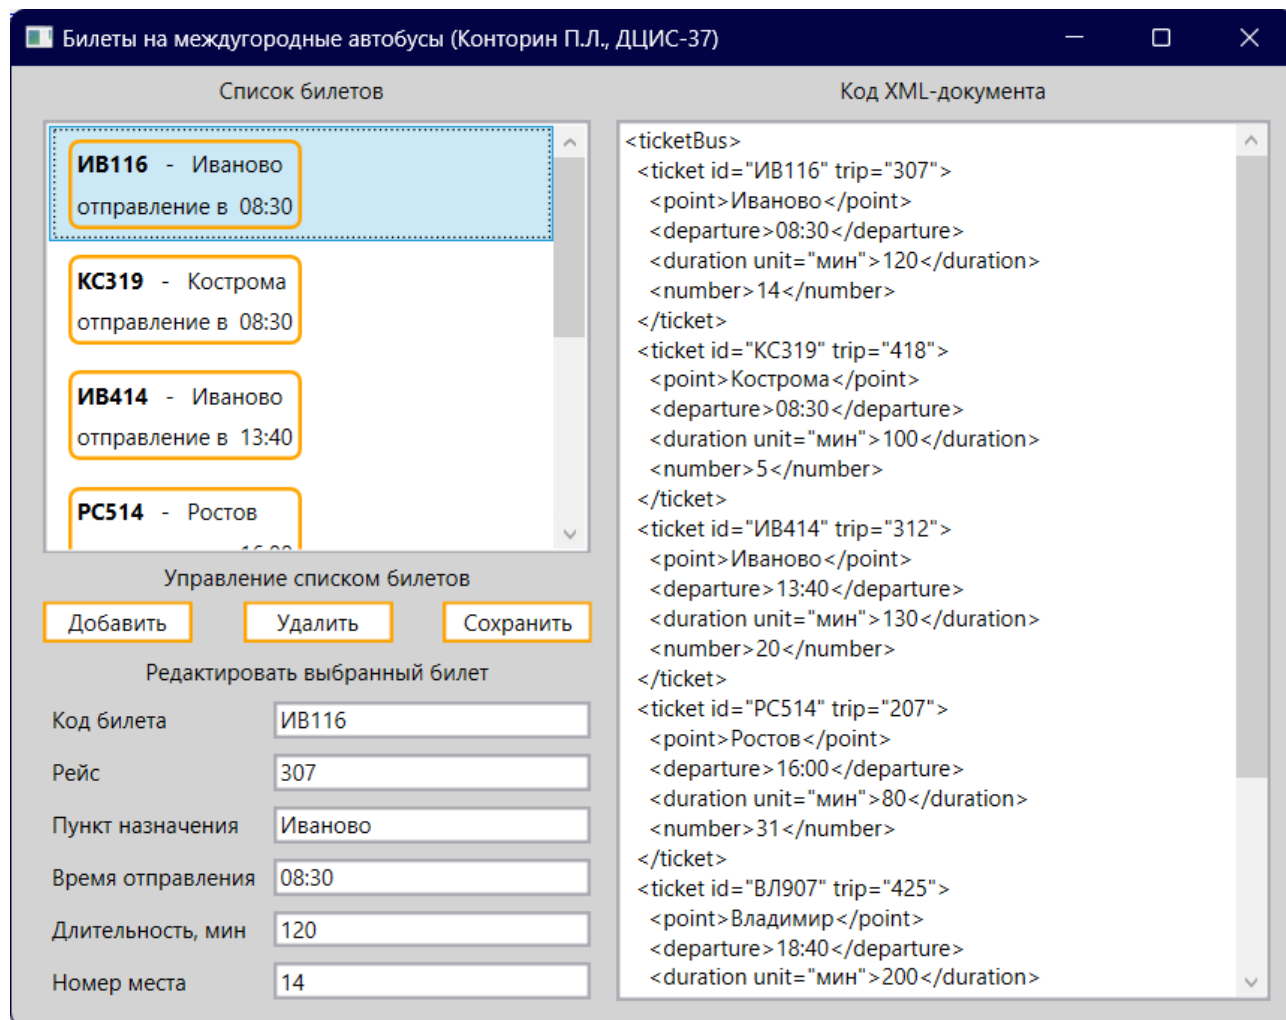 Билеты на междугородные автобусы (Конторин П.Л., ДЦИС-37)
Список билетов
ИВ116 - Иваново
отправление в 08:30
КС319 - Кострома
отправление в 08:30
ИВ414 - Иваново
отправление в 13:40
РС514 - Ростов
Управление списком билетов
Добавить
Удалить
Сохранить
Редактировать выбранный билет
Код билета ИВ116
Рейс 307
Пункт назначения Иваново
Время отправления 08:30
Длительность, мин 120
Номер места 14
Код XML-документа
<ticketBus>
<ticket id="ИВ116" trip="307">
<point>Иваново</point>
<departure>08:30</departure>
<duration unit="мин">120</duration>
<number>14</number>
</ticket>
<ticket id="КС319" trip="418">
<point>Кострома</point>
<departure>08:30</departure>
<duration unit="мин">100</duration>
<number>5</number>
</ticket>
<ticket id="ИВ414" trip="312">
<point>Иваново</point>
<departure>13:40</departure>
<duration unit="мин">130</duration>
<number>20</number>
</ticket>
<ticket id="РС514" trip="207">
<point>Ростов</point>
<departure>16:00</departure>
<duration unit="мин">80</duration>
<number>31</number>
</ticket>
<ticket id="ВЛ907" trip="425">
<point>Владимир</point>
<departure>18:40</departure>
<duration unit="мин">200</duration>